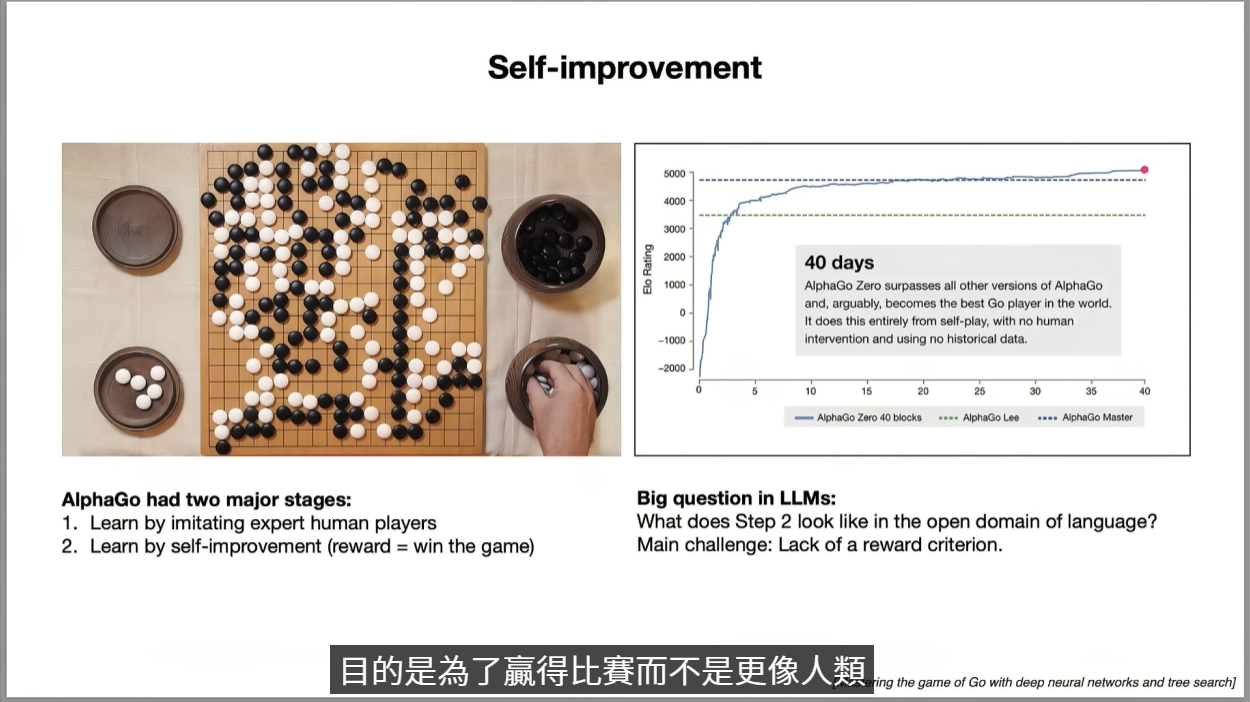 Self-improvement
5000
4000
3000
2000
1000
0
-1000
-2000
Elo Rating
40 days
AlphaGo Zero surpasses all other versions of AlphaGo
and, arguably, becomes the best Go player in the world.
It does this entirely from self-play, with no human
intervention and using no historical data.
0 5 10 15 20 25 30 35 40
AlphaGo Zero 40 blocks AlphaGo Lee AlphaGo Master
AlphaGo had two major stages:
1. Learn by imitating expert human players
2. Learn by self-improvement (reward = win the game)
Big question in LLMs:
What does Step 2 look like in the open domain of language?
Main challenge: Lack of a reward criterion.
目的是為了贏得比賽而不是更像人類
the game of Go with deep neural networks and tree search]